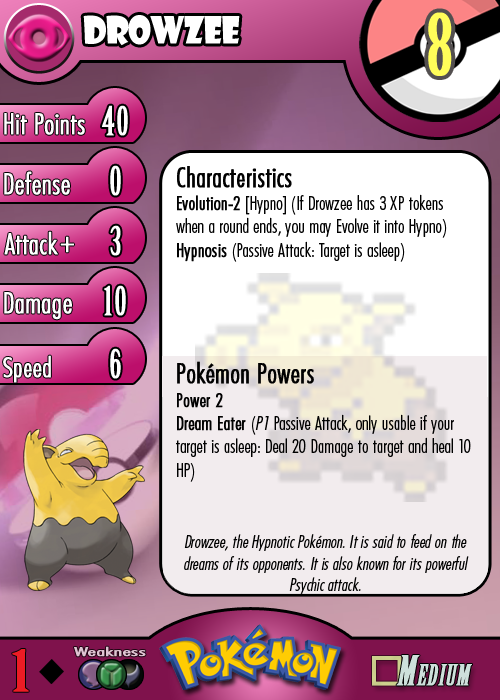 DROWZEE
8
Hit Points 40
Defense 0
Attack+ 3
Damage 10
Speed 6
Characteristics
Evolution-2 [Hypno] (If Drowzee has 3 XP tokens
when a round ends, you may Evolve it into Hypno)
Hypnosis (Passive Attack: Target is asleep)
Pokémon Powers
Power 2
Dream Eater (P1 Passive Attack, only usable if your
target is asleep: Deal 20 Damage to target and heal 10
HP)
Drowzee, the Hypnotic Pokémon. It is said to feed on the
dreams of its opponents. It is also known for its powerful
Psychic attack.
1
Weakness
POKéMON
MEDIUM